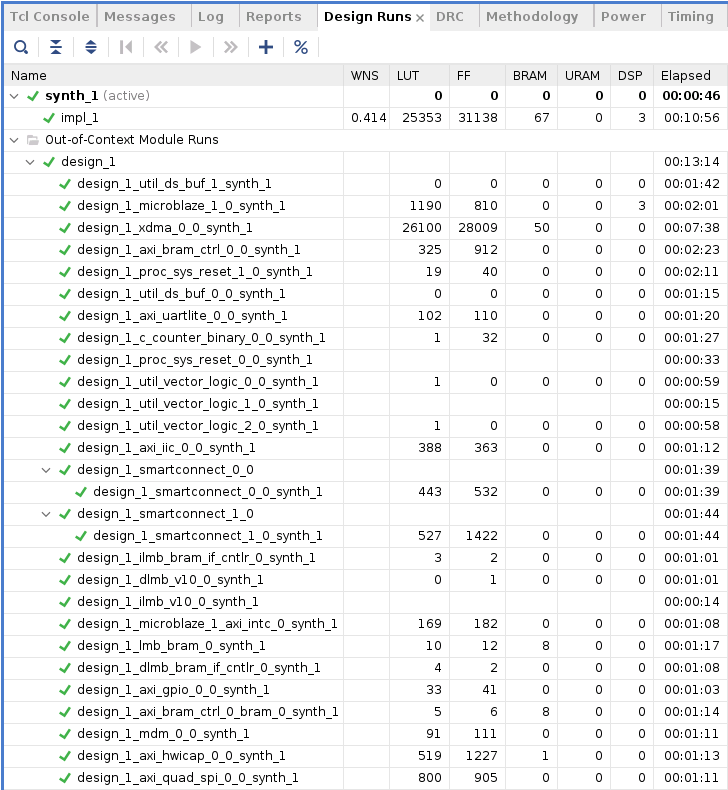 Tcl Console Messages Log Reports Design Runs × DRC Methodology Power Timing
Name WNS LUT FF BRAM URAM DSP Elapsed
synth_1 (active) 0 0 0 0 0 00:00:46
impl_1 0.414 25353 31138 67 0 3 00:10:56
Out-of-Context Module Runs
design_1 00:13:14
design_1_util_ds_buf_1_synth_1 0 0 0 0 0 00:01:42
design_1_microblaze_1_0_synth_1 1190 810 0 0 3 00:02:01
design_1_xdma_0_0_synth_1 26100 28009 50 0 0 00:07:38
design_1_axi_bram_ctrl_0_0_synth_1 325 912 0 0 0 00:02:23
design_1_proc_sys_reset_1_0_synth_1 19 40 0 0 0 00:02:11
design_1_util_ds_buf_0_0_synth_1 0 0 0 0 0 00:01:15
design_1_axi_uartlite_0_0_synth_1 102 110 0 0 0 00:01:20
design_1_c_counter_binary_0_0_synth_1 1 32 0 0 0 00:01:27
design_1_proc_sys_reset_0_0_synth_1 00:00:33
design_1_util_vector_logic_0_0_synth_1 1 0 0 0 0 00:00:59
design_1_util_vector_logic_1_0_synth_1 00:00:15
design_1_util_vector_logic_2_0_synth_1 1 0 0 0 0 00:00:58
design_1_axi_iic_0_0_synth_1 388 363 0 0 0 00:01:12
design_1_smartconnect_0_0 00:01:39
design_1_smartconnect_0_0_synth_1 443 532 0 0 0 00:01:39
design_1_smartconnect_1_0 00:01:44
design_1_smartconnect_1_0_synth_1 527 1422 0 0 0 00:01:44
design_1_ilmb_bram_if_cntlr_0_synth_1 3 2 0 0 0 00:01:01
design_1_dlmb_v10_0_synth_1 0 1 0 0 0 00:01:01
design_1_ilmb_v10_0_synth_1 00:00:14
design_1_microblaze_1_axi_intc_0_synth_1 169 182 0 0 0 00:01:08
design_1_lmb_bram_0_synth_1 10 12 8 0 0 00:01:17
design_1_dlmb_bram_if_cntlr_0_synth_1 4 2 0 0 0 00:01:08
design_1_axi_gpio_0_0_synth_1 33 41 0 0 0 00:01:03
design_1_axi_bram_ctrl_0_bram_0_synth_1 5 6 8 0 0 00:01:14
design_1_mdm_0_0_synth_1 91 111 0 0 0 00:01:11
design_1_axi_hwicap_0_0_synth_1 519 1227 1 0 0 00:01:13
design_1_axi_quad_spi_0_0_synth_1 800 905 0 0 0 00:01:11